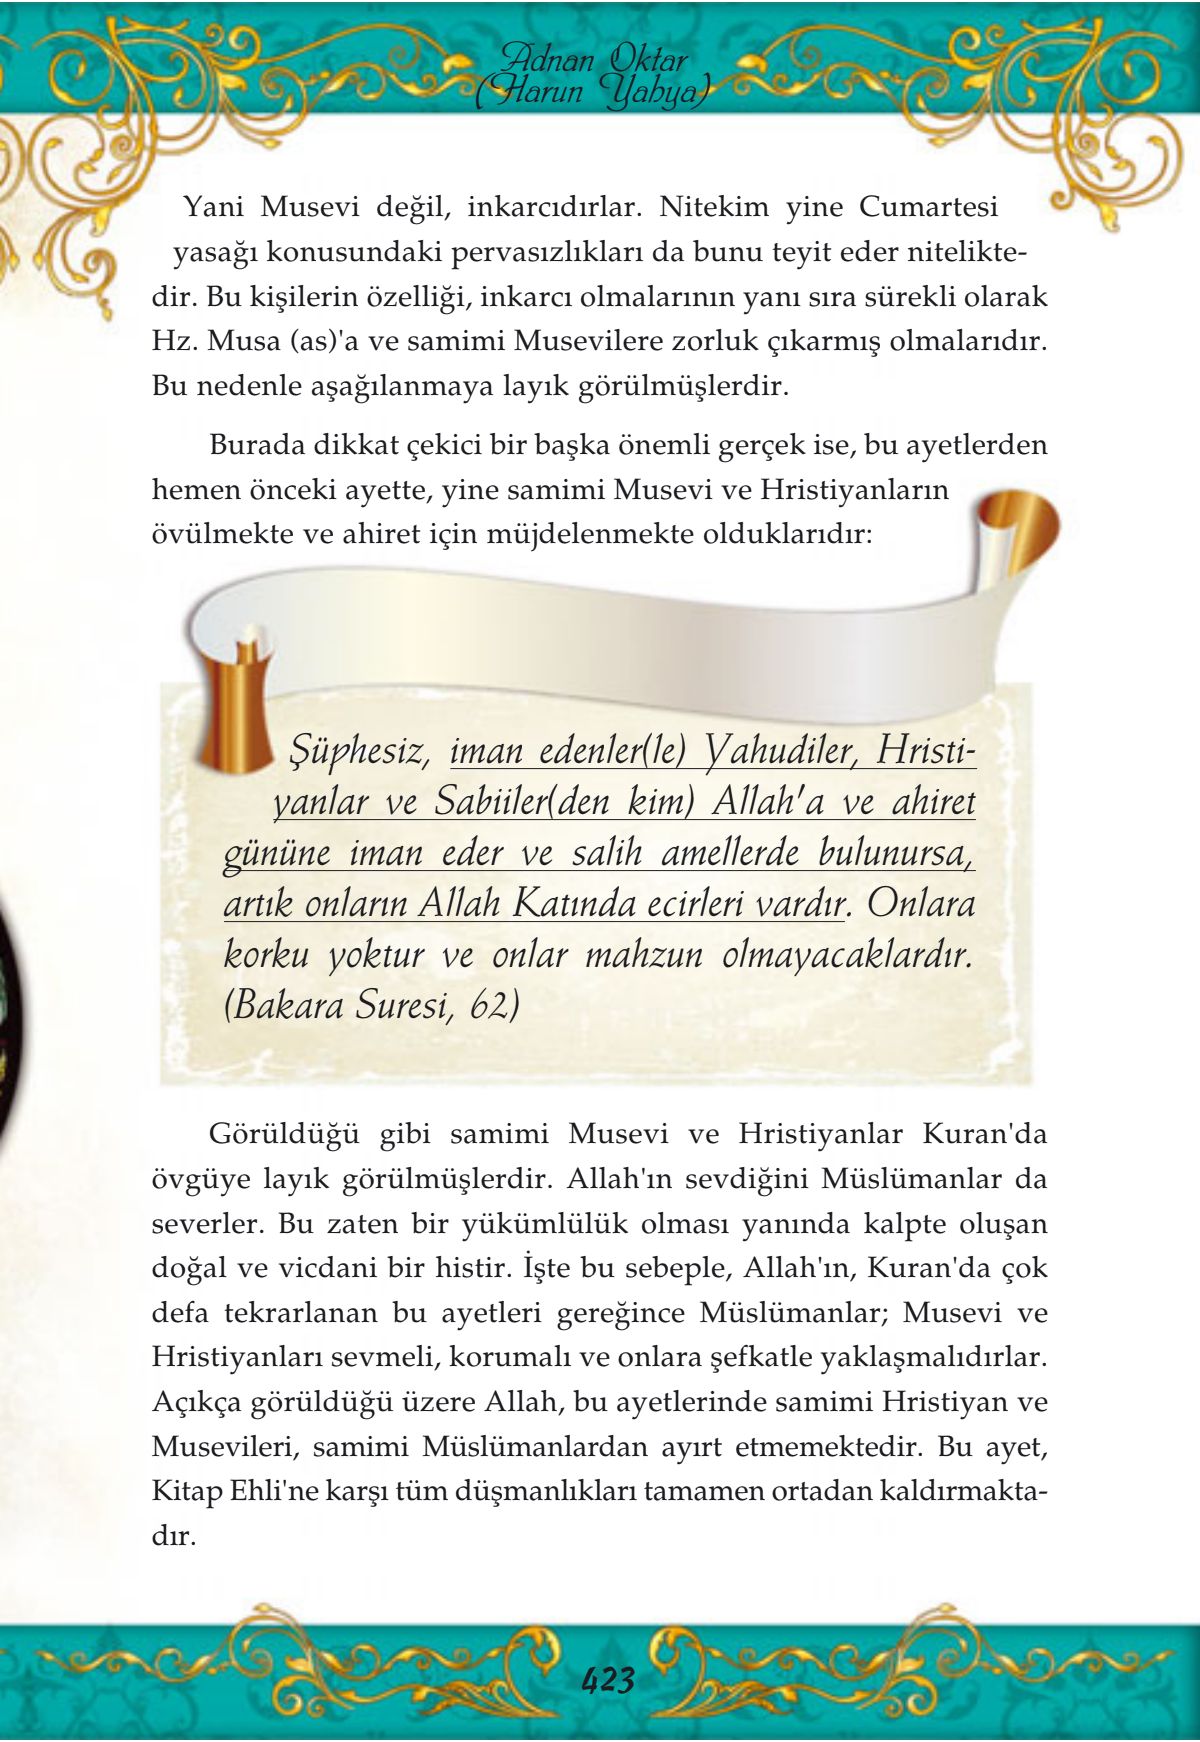 Adnan Oktar
(Harun Yahya)
Yani Musevi değil, inkarcıdırlar. Nitekim yine Cumartesi
yasağı konusundaki pervasızlıkları da bunu teyit eder nitelikte-
dir. Bu kişilerin özelliği, inkarcı olmalarının yanı sıra sürekli olarak
Hz. Musa (as)'a ve samimi Musevilere zorluk çıkarmış olmalarıdır.
Bu nedenle aşağılanmaya layık görülmüşlerdir.
Burada dikkat çekici bir başka önemli gerçek ise, bu ayetlerden
hemen önceki ayette, yine samimi Musevi ve Hristiyanların
övülmekte ve ahiret için müjdelenmekte olduklarıdır:
Şüphesiz, iman edenler(le) Yahudiler, Hristi-
yanlar ve Sabiiler(den kim) Allah'a ve ahiret
gününe iman eder ve salih amellerde bulunursa,
artık onların Allah Katında ecirleri vardır. Onlara
korku yoktur ve onlar mahzun olmayacaklardır.
(Bakara Suresi, 62)
Görüldüğü gibi samimi Musevi ve Hristiyanlar Kuran'da
övgüye layık görülmüşlerdir. Allah'ın sevdiğini Müslümanlar da
severler. Bu zaten bir yükümlülük olması yanında kalpte oluşan
doğal ve vicdani bir histir. İşte bu sebeple, Allah'ın, Kuran'da çok
defa tekrarlanan bu ayetleri gereğince Müslümanlar; Musevi ve
Hristiyanları sevmeli, korumalı ve onlara şefkatle yaklaşmalıdırlar.
Açıkça görüldüğü üzere Allah, bu ayetlerinde samimi Hristiyan ve
Musevileri, samimi Müslümanlardan ayırt etmemektedir. Bu ayet,
Kitap Ehli'ne karşı tüm düşmanlıkları tamamen ortadan kaldırmakta-
dır.
423